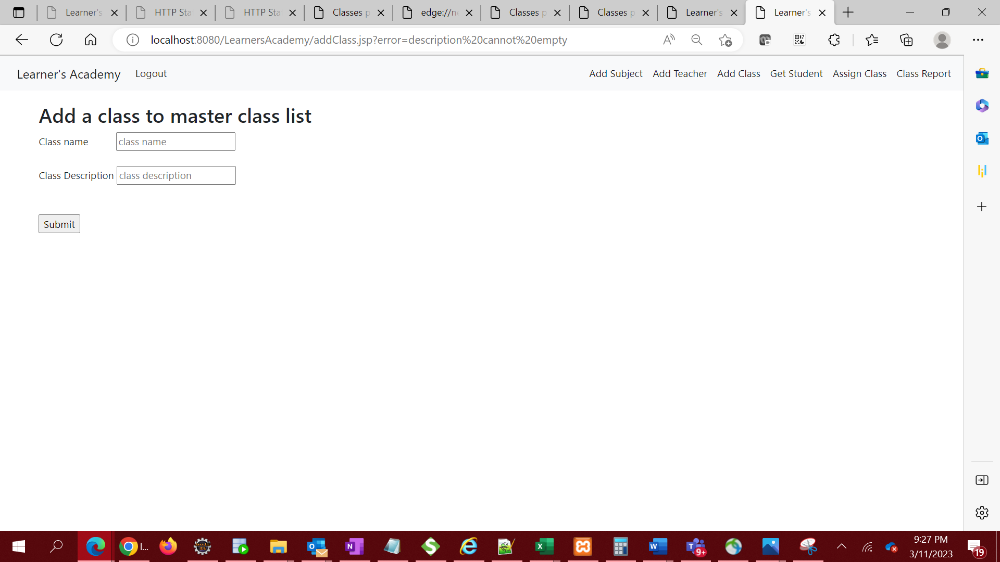 Learner's
HTTP Sta
HTTP Sta
Classes p
edge://n
Classes p
Classes p
Learner's
Learner's
localhost:8080/LearnersAcademy/addClass.jsp?error=description%20cannot%20empty
Learner's Academy Logout Add Subject Add Teacher Add Class Get Student Assign Class Class Report
Add a class to master class list
Class name class name
Class Description class description
Submit
9:27 PM
3/11/2023
9+
19